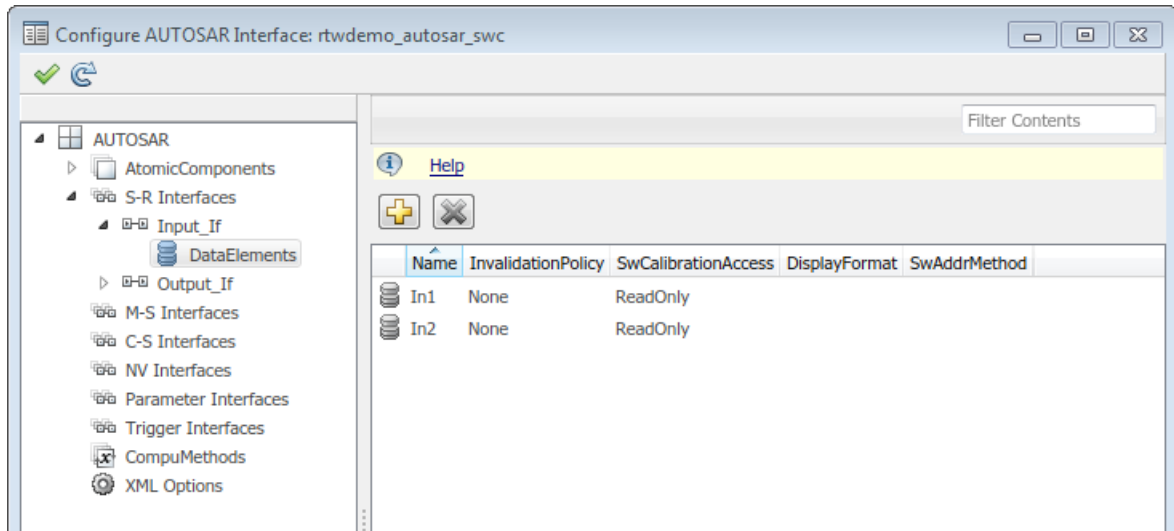 Configure AUTOSAR Interface: rtwdemo_autosar_swc
Filter Contents
AUTOSAR
AtomicComponents
S-R Interfaces
Input_If
DataElements
Output_If
M-S Interfaces
C-S Interfaces
NV Interfaces
Parameter Interfaces
Trigger Interfaces
CompuMethods
XML Options
Help
Name InvalidationPolicy SwCalibrationAccess DisplayFormat SwAddrMethod
In1 None ReadOnly
In2 None ReadOnly